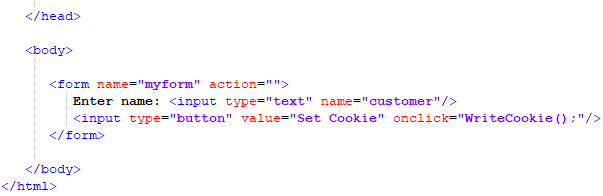 </head>
<body>
<form name="myform" action="">
Enter name: <input type="text" name="customer"/>
<input type="button" value="Set Cookie" onclick="WriteCookie();"/>
</form>
</body>
</html>